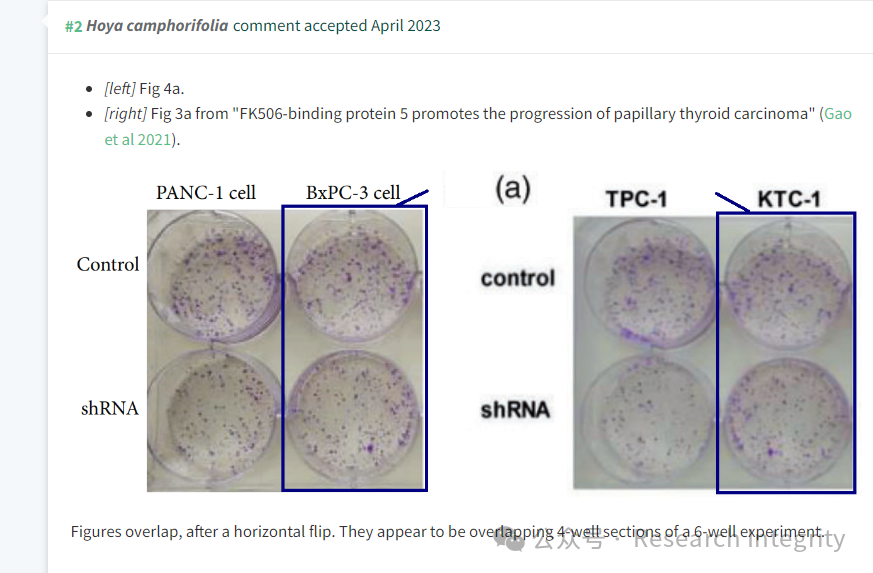 #2 Hoya camphorifolia comment accepted April 2023
[left] Fig 4a.
[right] Fig 3a from "FK506-binding protein 5 promotes the progression of papillary thyroid carcinoma" (Gao
et al 2021).
PANC-1 cell BxPC-3 cell
Control
shRNA
(a)
TPC-1 KTC-1
control
shRNA
Figures overlap, after a horizontal flip. They appear to be overlapping 4-well sections of a 6-well experiment.
公众号 · Research Integrity